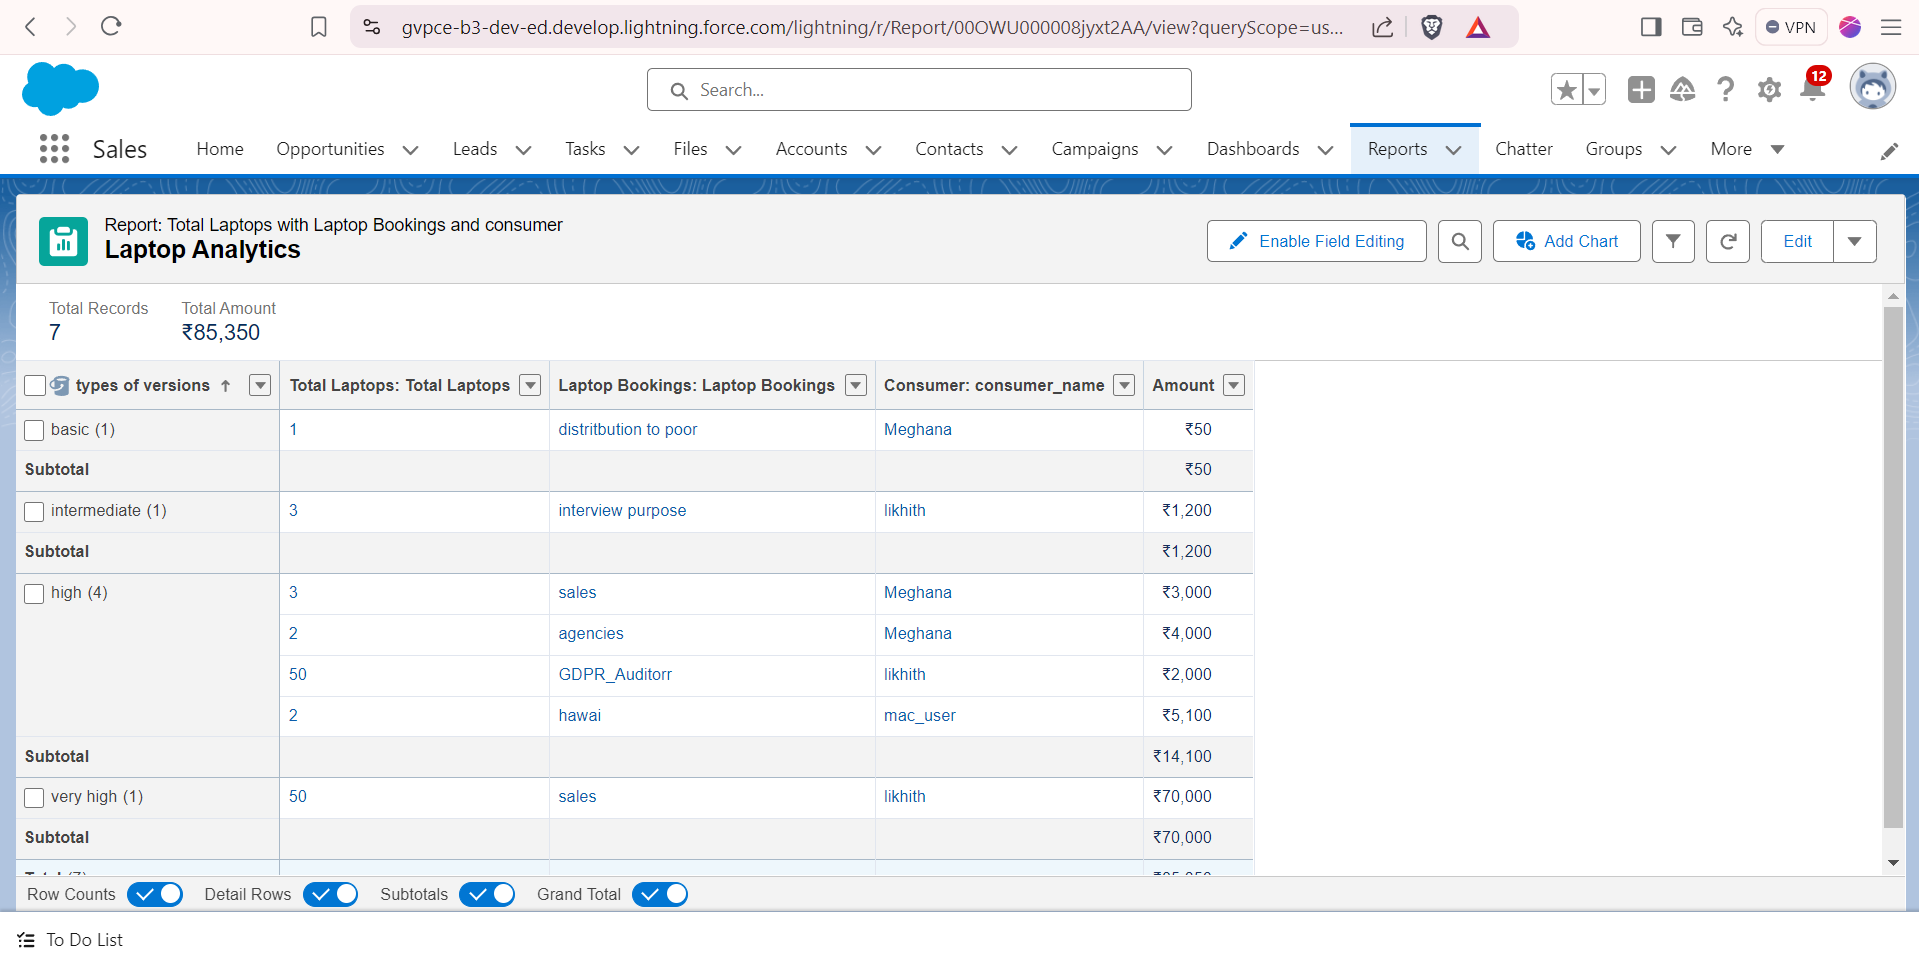 gvpce-b3-dev-ed.develop.lightning.force.com/lightning/r/Report/00OWU000008jyxt2AA/view?queryScope=us...
VPN
Search...
12
Sales Home Opportunities Leads Tasks Files Accounts Contacts Campaigns Dashboards Reports Chatter Groups More
Report: Total Laptops with Laptop Bookings and consumer
Laptop Analytics
Enable Field Editing Add Chart Edit
Total Records Total Amount
7 ₹85,350
types of versions ↑ Total Laptops: Total Laptops Laptop Bookings: Laptop Bookings Consumer: consumer_name Amount
basic (1) 1 distritbution to poor Meghana ₹50
Subtotal ₹50
intermediate (1) 3 interview purpose likhith ₹1,200
Subtotal ₹1,200
high (4) 3 sales Meghana ₹3,000
2 agencies Meghana ₹4,000
50 GDPR_Auditorr likhith ₹2,000
2 hawai mac_user ₹5,100
Subtotal ₹14,100
very high (1) 50 sales likhith ₹70,000
Subtotal ₹70,000
Row Counts Detail Rows Subtotals Grand Total
To Do List